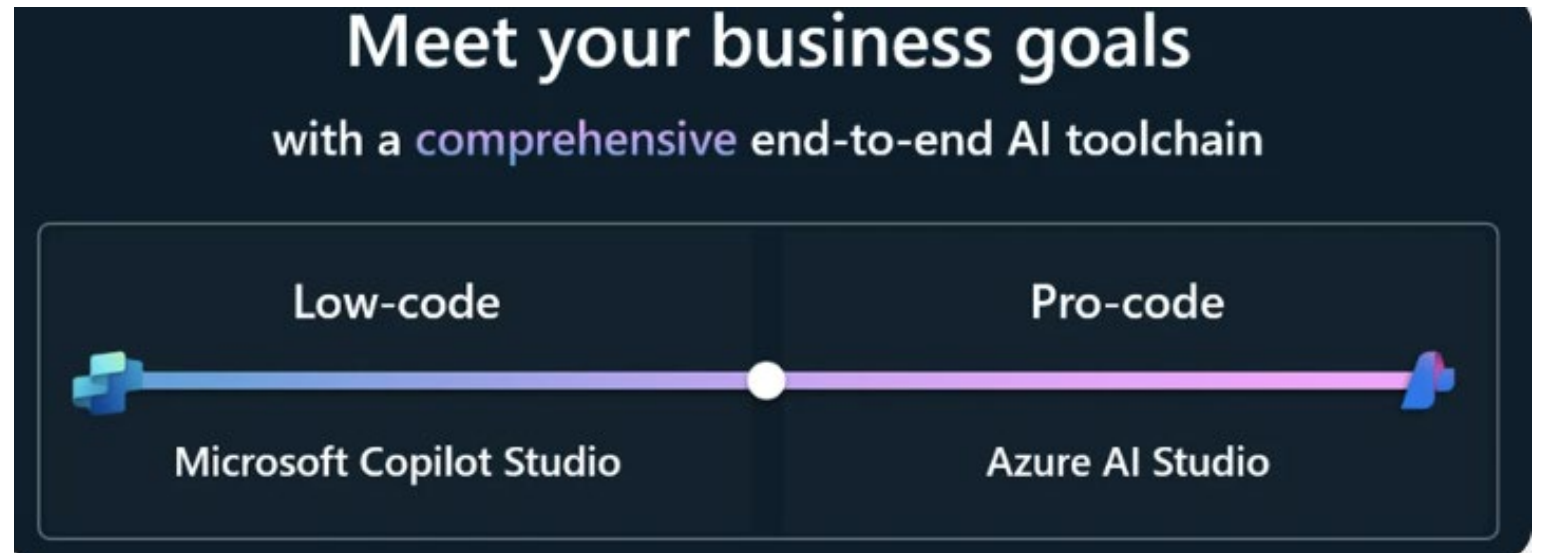 Meet your business goals
with a comprehensive end-to-end AI toolchain
Low-code
Pro-code
Microsoft Copilot Studio
Azure AI Studio